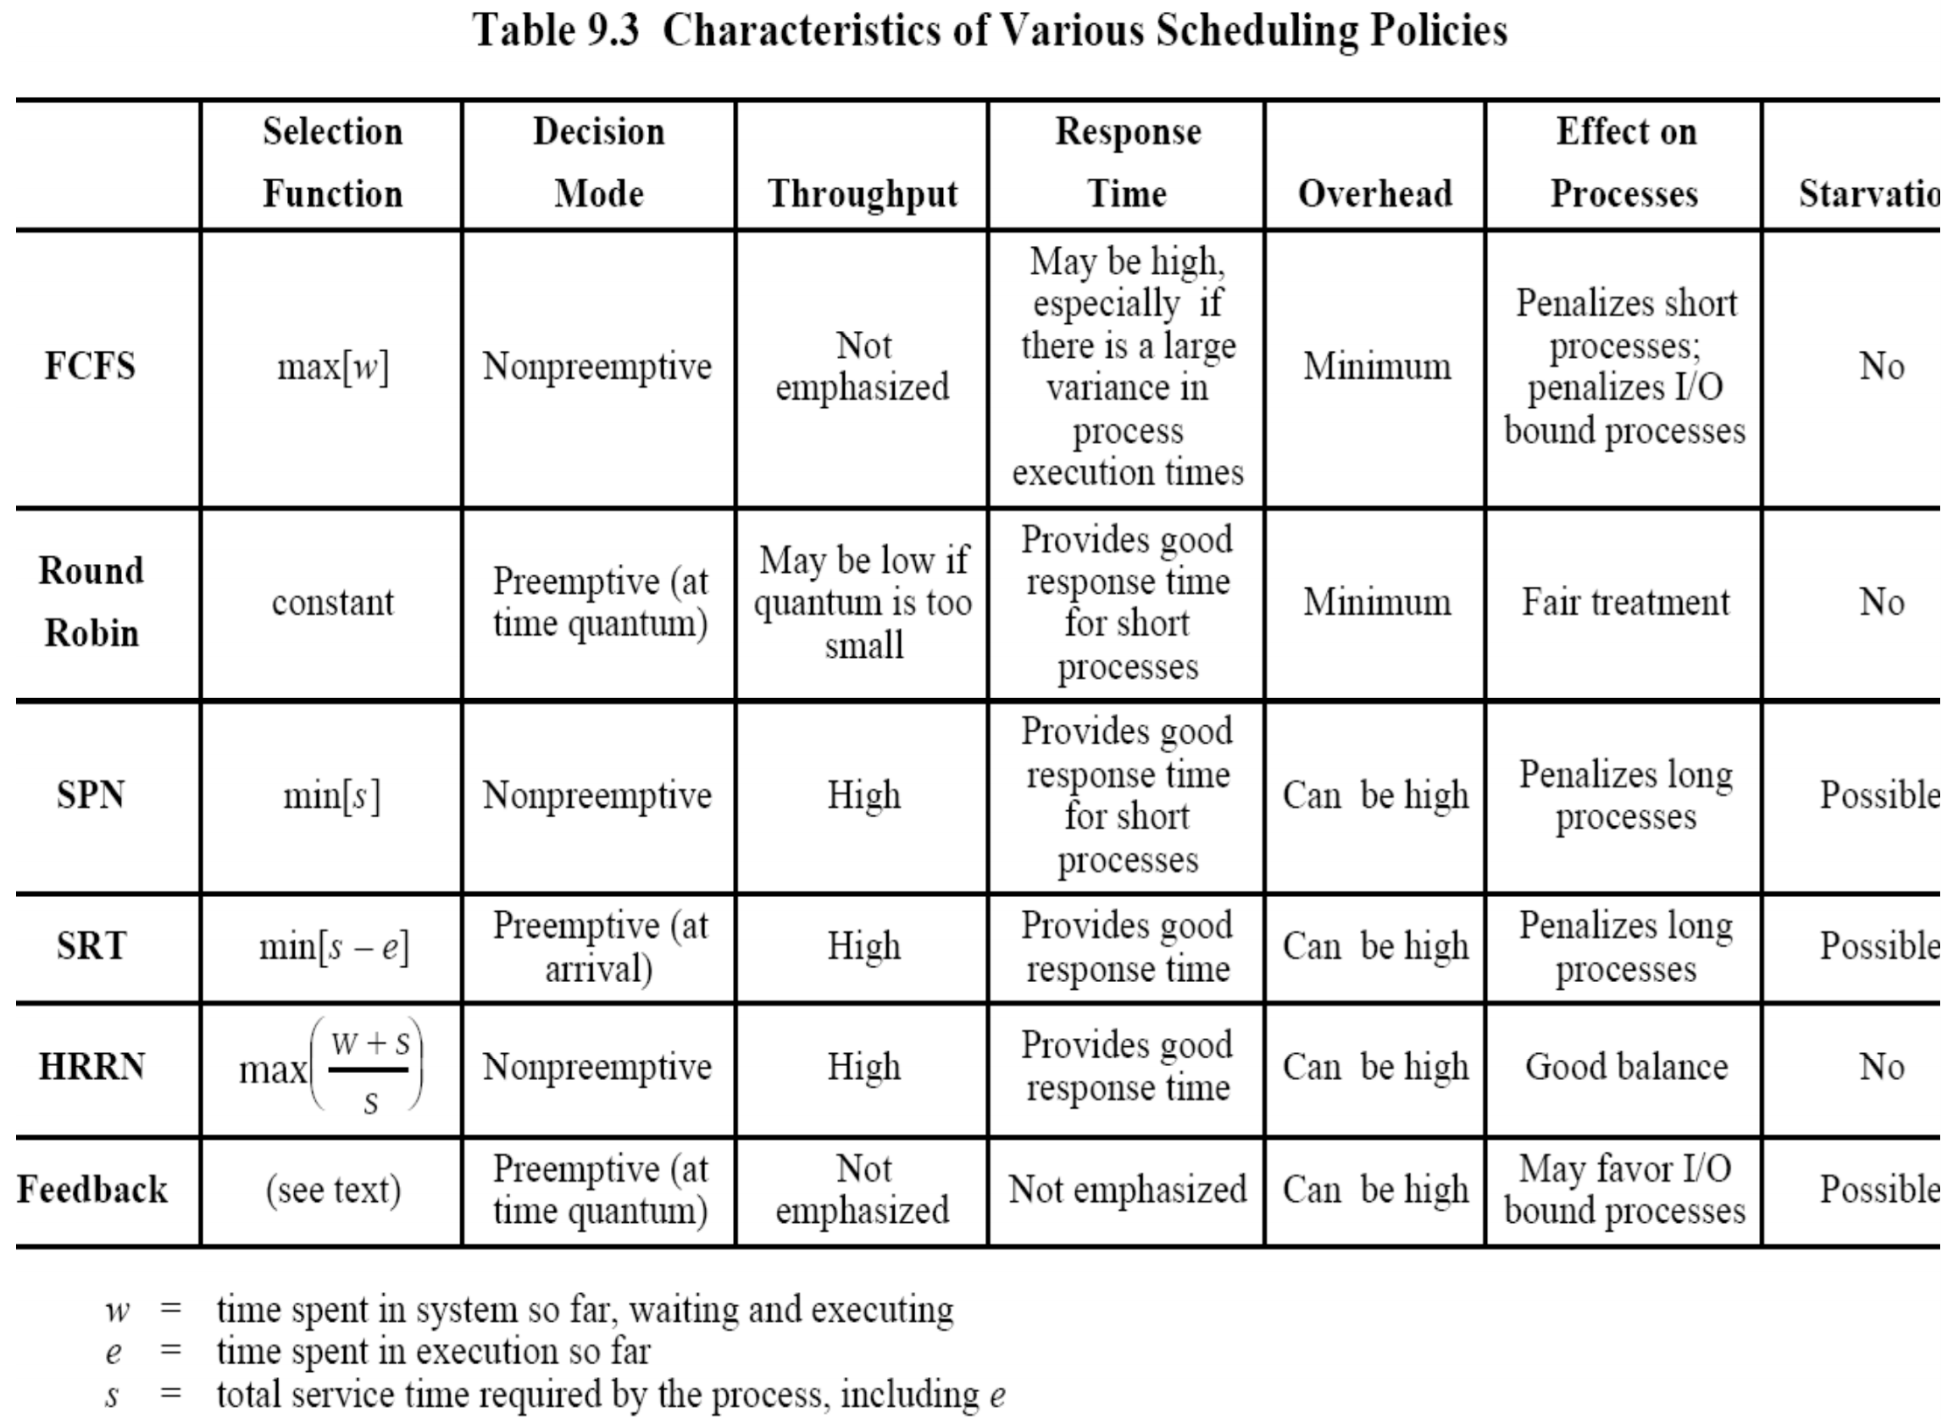 Table 9.3 Characteristics of Various Scheduling Policies
Selection Function
Decision Mode
Throughput
Response Time
Overhead
Effect on Processes
Starvatio
FCFS
max[w]
Nonpreemptive
Not emphasized
May be high, especially if there is a large variance in process execution times
Minimum
Penalizes short processes; penalizes I/O bound processes
No
Round Robin
constant
Preemptive (at time quantum)
May be low if quantum is too small
Provides good response time for short processes
Minimum
Fair treatment
No
SPN
min[s]
Nonpreemptive
High
Provides good response time for short processes
Can be high
Penalizes long processes
Possible
SRT
min[s – e]
Preemptive (at arrival)
High
Provides good response time
Can be high
Penalizes long processes
Possible
HRRN
max((w + s)/s)
Nonpreemptive
High
Provides good response time
Can be high
Good balance
No
Feedback
(see text)
Preemptive (at time quantum)
Not emphasized
Not emphasized
Can be high
May favor I/O bound processes
Possible
w = time spent in system so far, waiting and executing
e = time spent in execution so far
s = total service time required by the process, including e